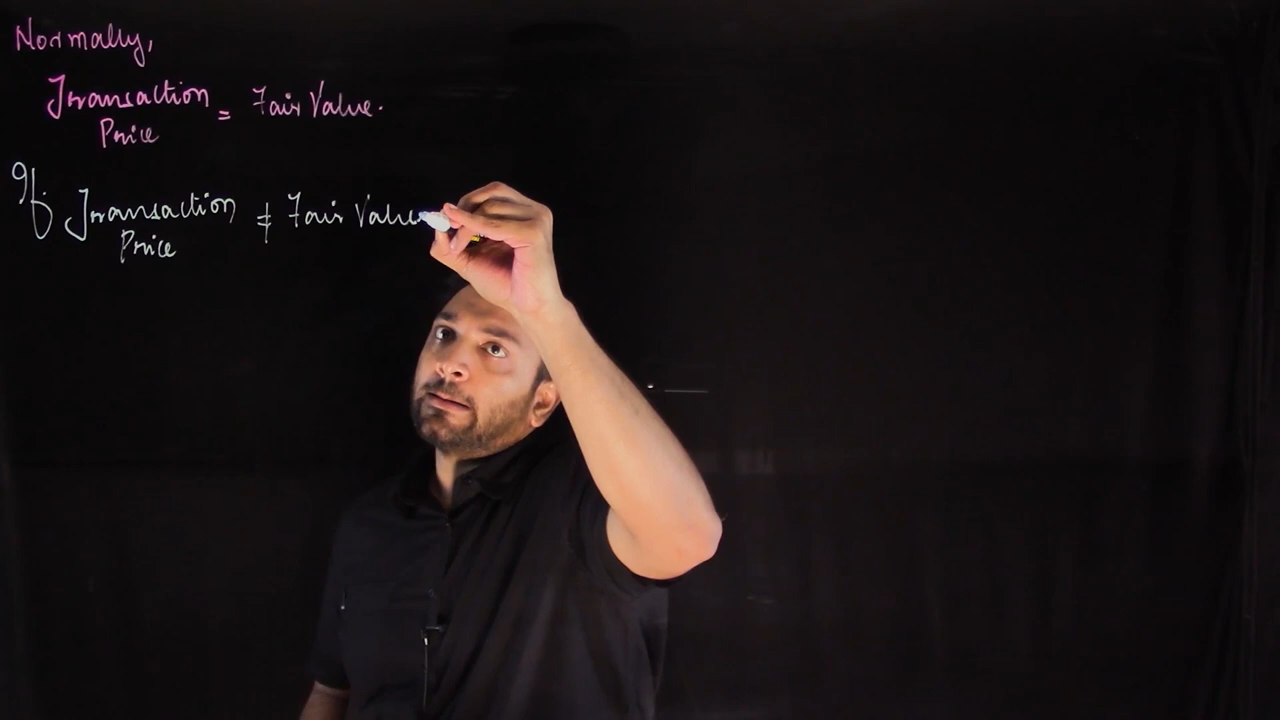 Normally,
Transaction = Fair Value.
Price
If Transaction ≠ Fair Value
Price